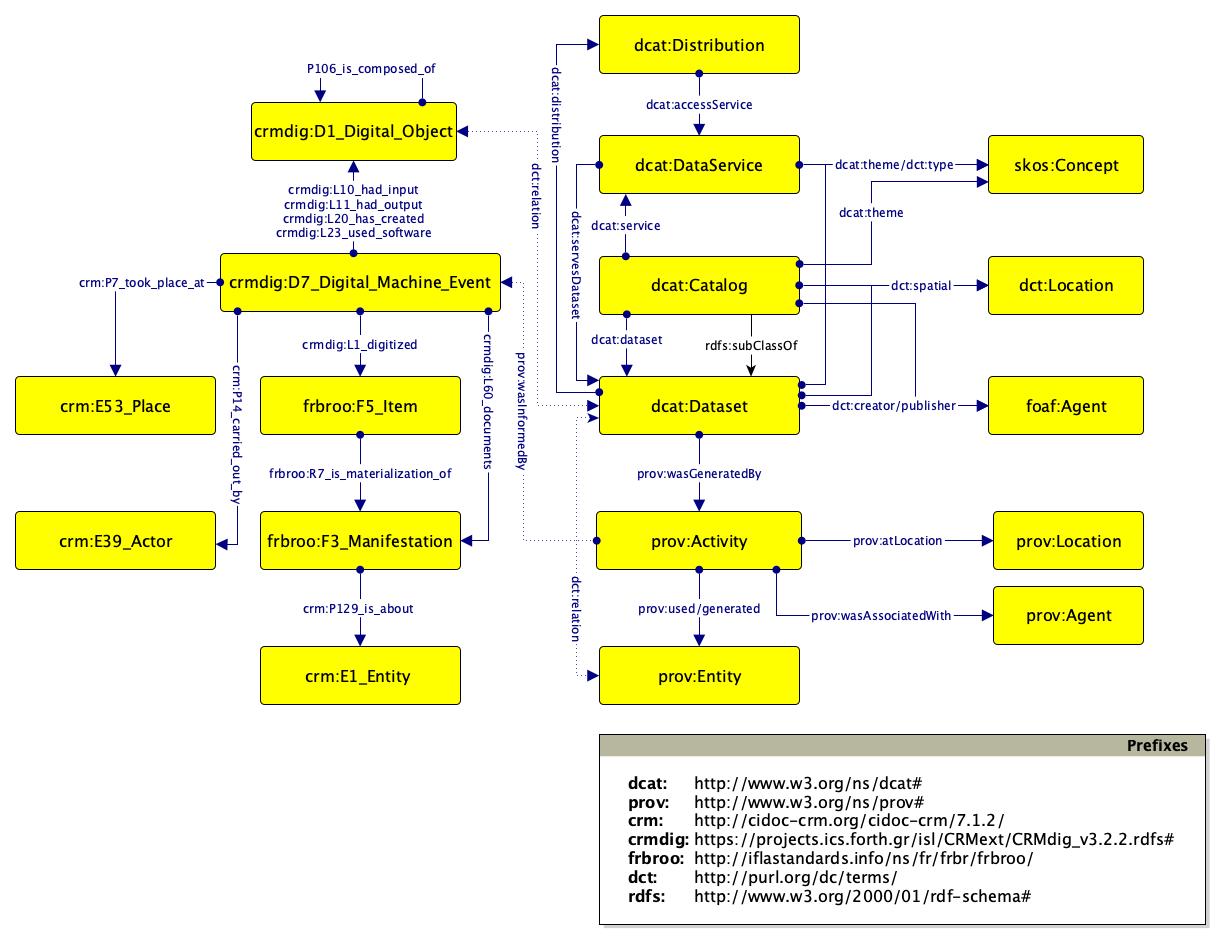 dcat:Distribution
P106_is_composed_of
dcat:distribution
dcat:accessService
crmdig:D1_Digital_Object
dct:relation
dcat:DataService
dcat:theme/dct:type
skos:Concept
crmdig:L10_had_input
crmdig:L11_had_output
crmdig:L20_has_created
crmdig:L23_used_software
dcat:servesDataset
dcat:service
dcat:theme
crm:P7_took_place_at
crmdig:D7_Digital_Machine_Event
dcat:Catalog
dct:spatial
dct:Location
crmdig:L1_digitized
dcat:dataset
rdfs:subClassOf
crm:P14_carried_out_by
crmdig:L60_documents
prov:wasInformedBy
crm:E53_Place
frbroo:F5_Item
dcat:Dataset
dct:creator/publisher
foaf:Agent
frbroo:R7_is_materialization_of
prov:wasGeneratedBy
crm:E39_Actor
frbroo:F3_Manifestation
prov:Activity
prov:atLocation
prov:Location
dct:relation
crm:P129_is_about
prov:used/generated
prov:wasAssociatedWith
prov:Agent
crm:E1_Entity
prov:Entity
Prefixes
dcat: http://www.w3.org/ns/dcat#
prov: http://www.w3.org/ns/prov#
crm: http://cidoc-crm.org/cidoc-crm/7.1.2/
crmdig: https://projects.ics.forth.gr/isl/CRMext/CRMdig_v3.2.2.rdfs#
frbroo: http://iflastandards.info/ns/fr/frbr/frbroo/
dct: http://purl.org/dc/terms/
rdfs: http://www.w3.org/2000/01/rdf-schema#